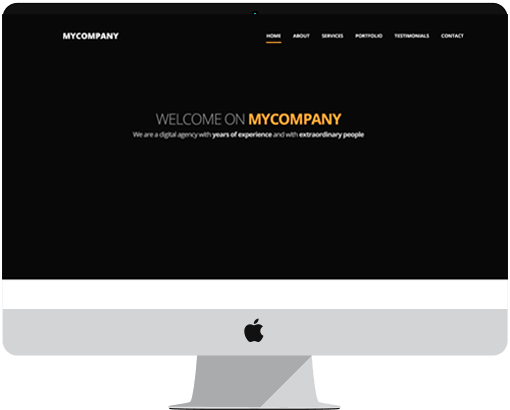 MYCOMPANY
HOME ABOUT SERVICES PORTFOLIO TESTIMONIALS CONTACT
WELCOME ON MYCOMPANY
We are a digital agency with years of experience and with extraordinary people